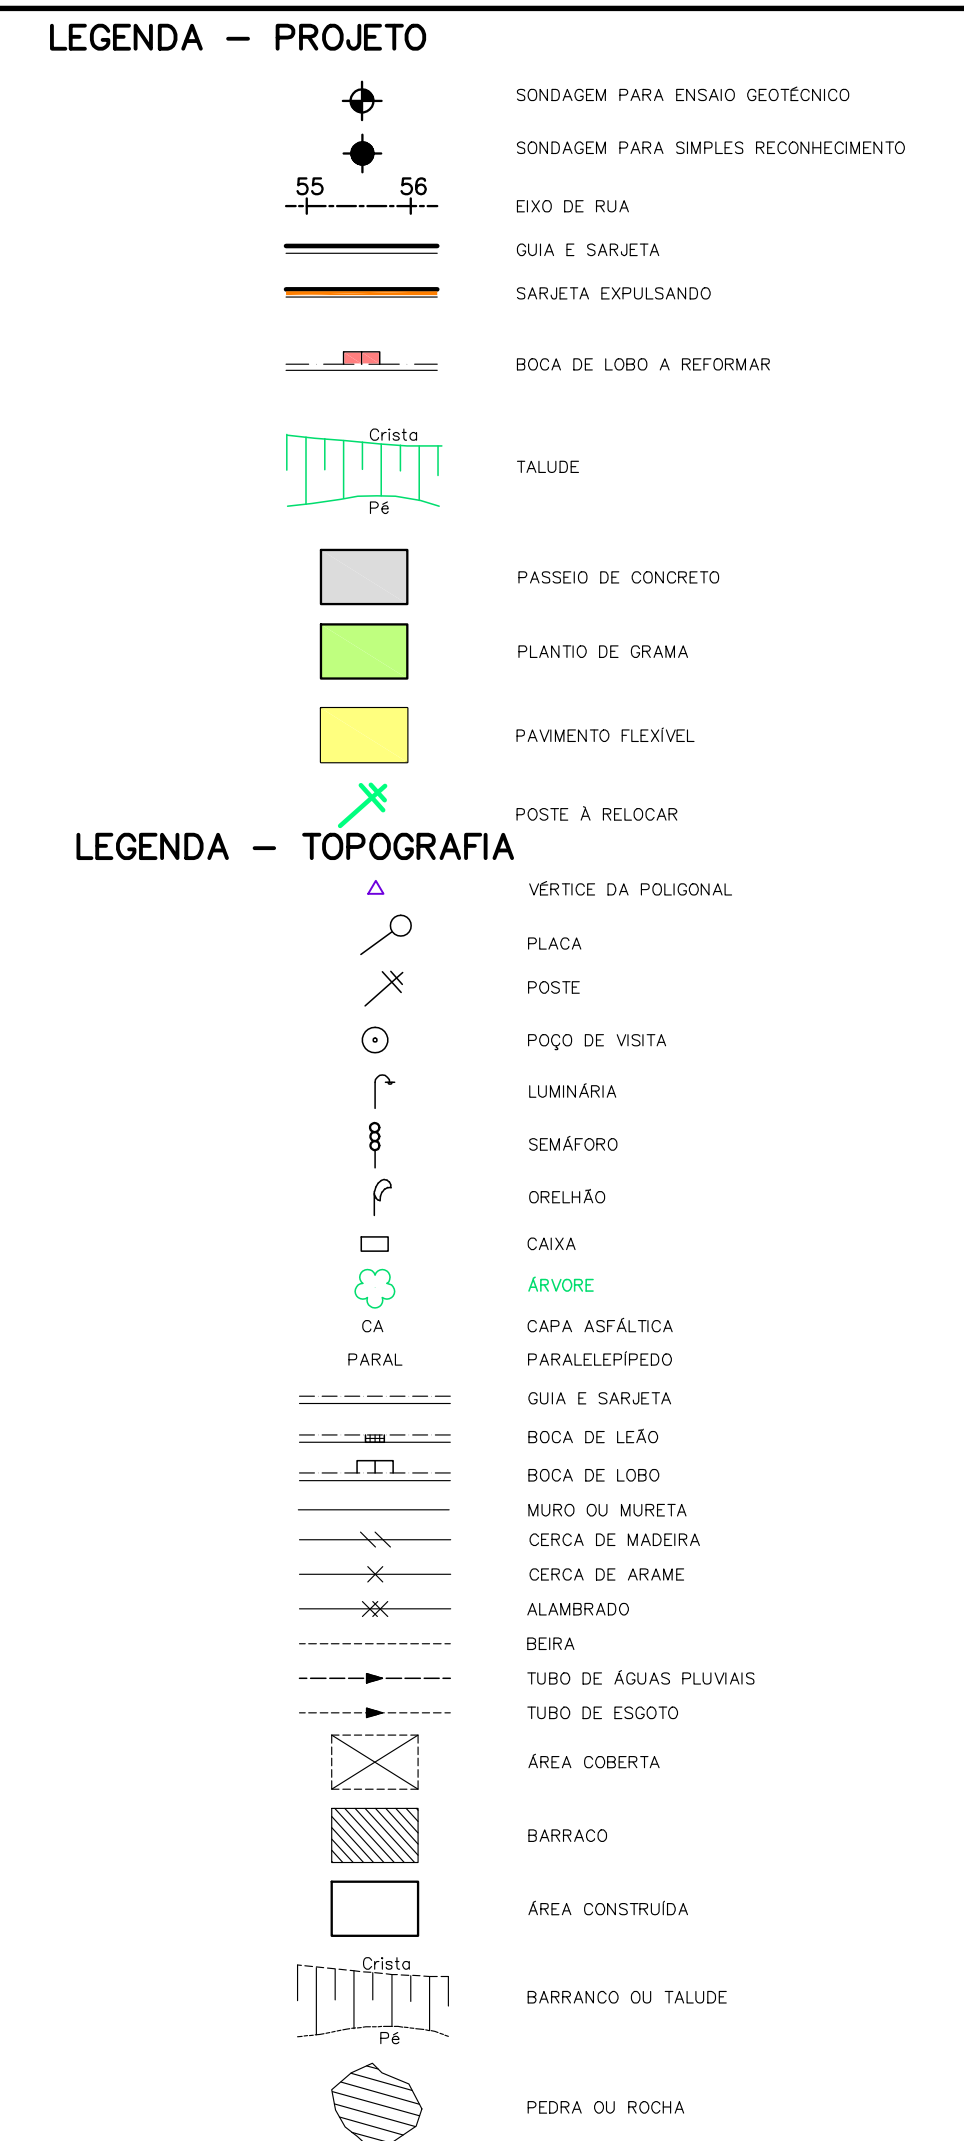 LEGENDA - PROJETO
SONDAGEM PARA ENSAIO GEOTÉCNICO
SONDAGEM PARA SIMPLES RECONHECIMENTO
55 56
EIXO DE RUA
GUIA E SARJETA
SARJETA EXPULSANDO
BOCA DE LOBO A REFORMAR
Crista
TALUDE
Pé
PASSEIO DE CONCRETO
PLANTIO DE GRAMA
PAVIMENTO FLEXÍVEL
POSTE À RELOCAR
LEGENDA - TOPOGRAFIA
VÉRTICE DA POLIGONAL
PLACA
POSTE
POÇO DE VISITA
LUMINÁRIA
SEMÁFORO
ORELHÃO
CAIXA
ÁRVORE
CA CAPA ASFÁLTICA
PARAL PARALELEPÍPEDO
GUIA E SARJETA
BOCA DE LEÃO
BOCA DE LOBO
MURO OU MURETA
CERCA DE MADEIRA
CERCA DE ARAME
ALAMBRADO
BEIRA
TUBO DE ÁGUAS PLUVIAIS
TUBO DE ESGOTO
ÁREA COBERTA
BARRACO
ÁREA CONSTRUÍDA
Crista
BARRANCO OU TALUDE
Pé
PEDRA OU ROCHA